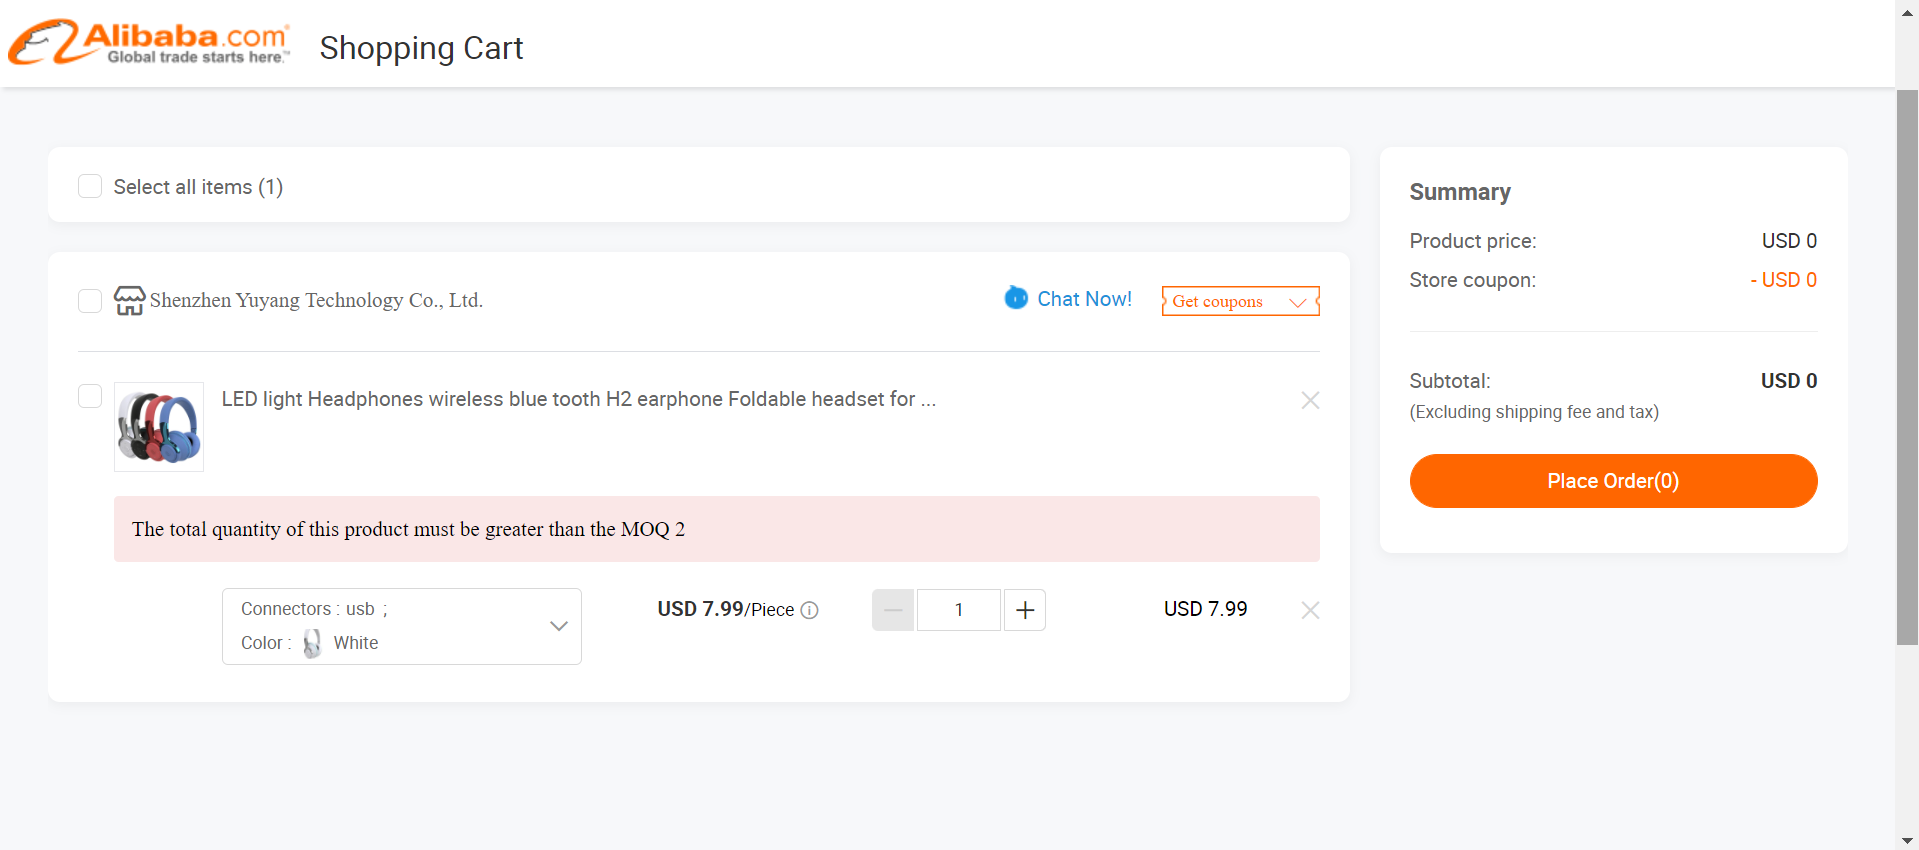 Alibaba.com
Global trade starts here.™
Shopping Cart
Select all items (1)
Shenzhen Yuyang Technology Co., Ltd.
Chat Now!
Get coupons
LED light Headphones wireless blue tooth H2 earphone Foldable headset for ...
The total quantity of this product must be greater than the MOQ 2
Connectors : usb ;
Color : White
USD 7.99/Piece
1
USD 7.99
Summary
Product price: USD 0
Store coupon: - USD 0
Subtotal: USD 0
(Excluding shipping fee and tax)
Place Order(0)